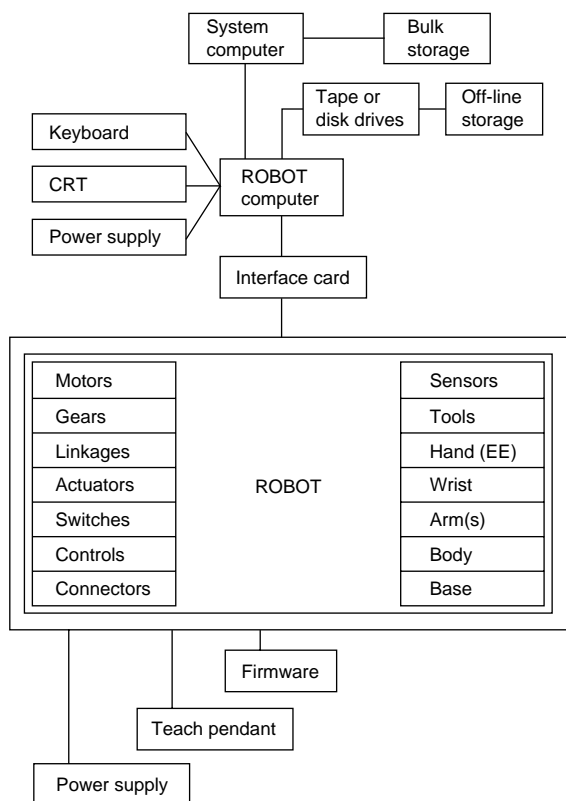 System
computer
Bulk
storage
Tape or
disk drives
Off-line
storage
Keyboard
CRT
Power supply
ROBOT
computer
Interface card
Motors
Gears
Linkages
Actuators
Switches
Controls
Connectors
ROBOT
Sensors
Tools
Hand (EE)
Wrist
Arm(s)
Body
Base
Firmware
Teach pendant
Power supply